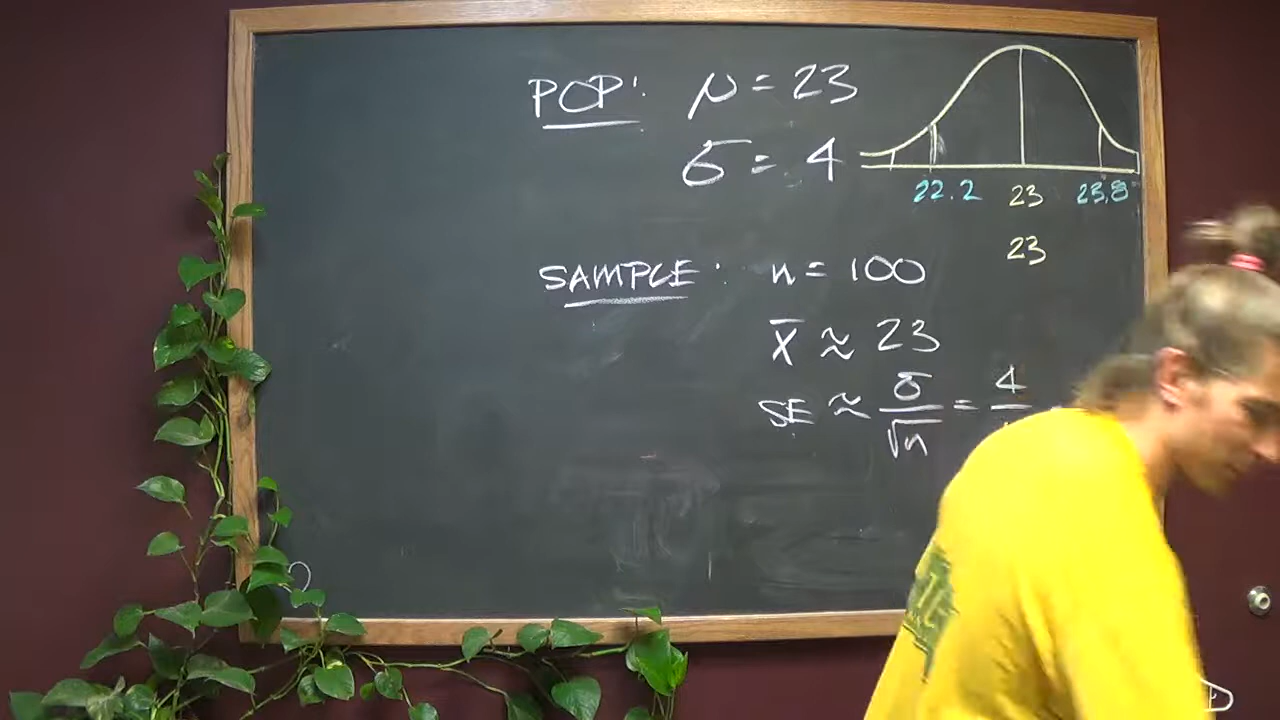 POP: μ = 23
σ = 4
22.2 23 23.8
23
SAMPLE: n = 100
x̄ ≈ 23
SE ≈ σ/√n = 4